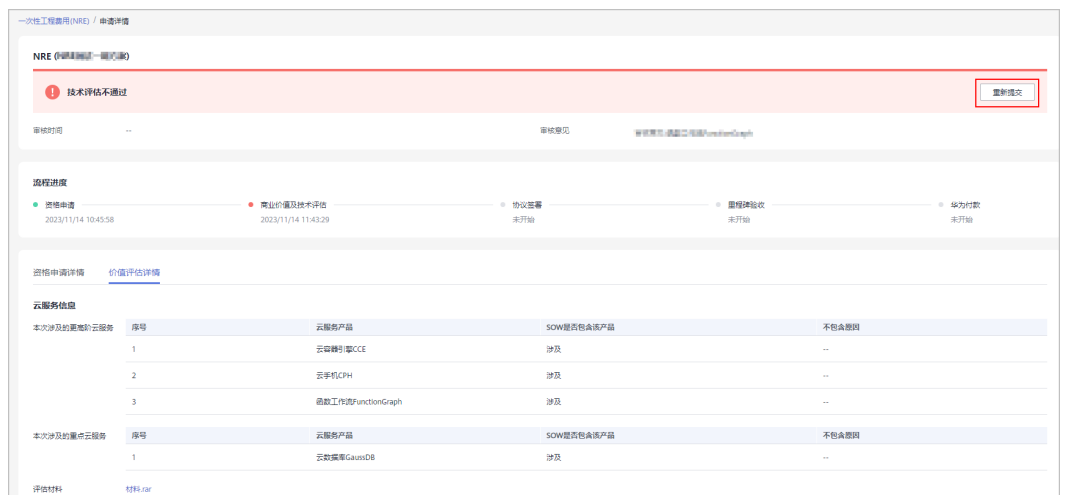 一次性工程费用(NRE) / 申请详情
NRE (
技术评估不通过
重新提交
审核时间 -- 审核意见
流程进度
资格申请 商业价值及技术评估 协议签署 里程碑验收 华为付款
2023/11/14 10:45:58 2023/11/14 11:43:29 未开始 未开始 未开始
资格申请详情 价值评估详情
云服务信息
本次涉及的更高阶云服务 序号 云服务产品 SOW是否包含该产品 不包含原因
1 云容器引擎CCE 涉及 --
2 云手机CPH 涉及 --
3 函数工作流FunctionGraph 涉及 --
本次涉及的重点云服务 序号 云服务产品 SOW是否包含该产品 不包含原因
1 云数据库GaussDB 涉及 --
评估材料 材料.rar